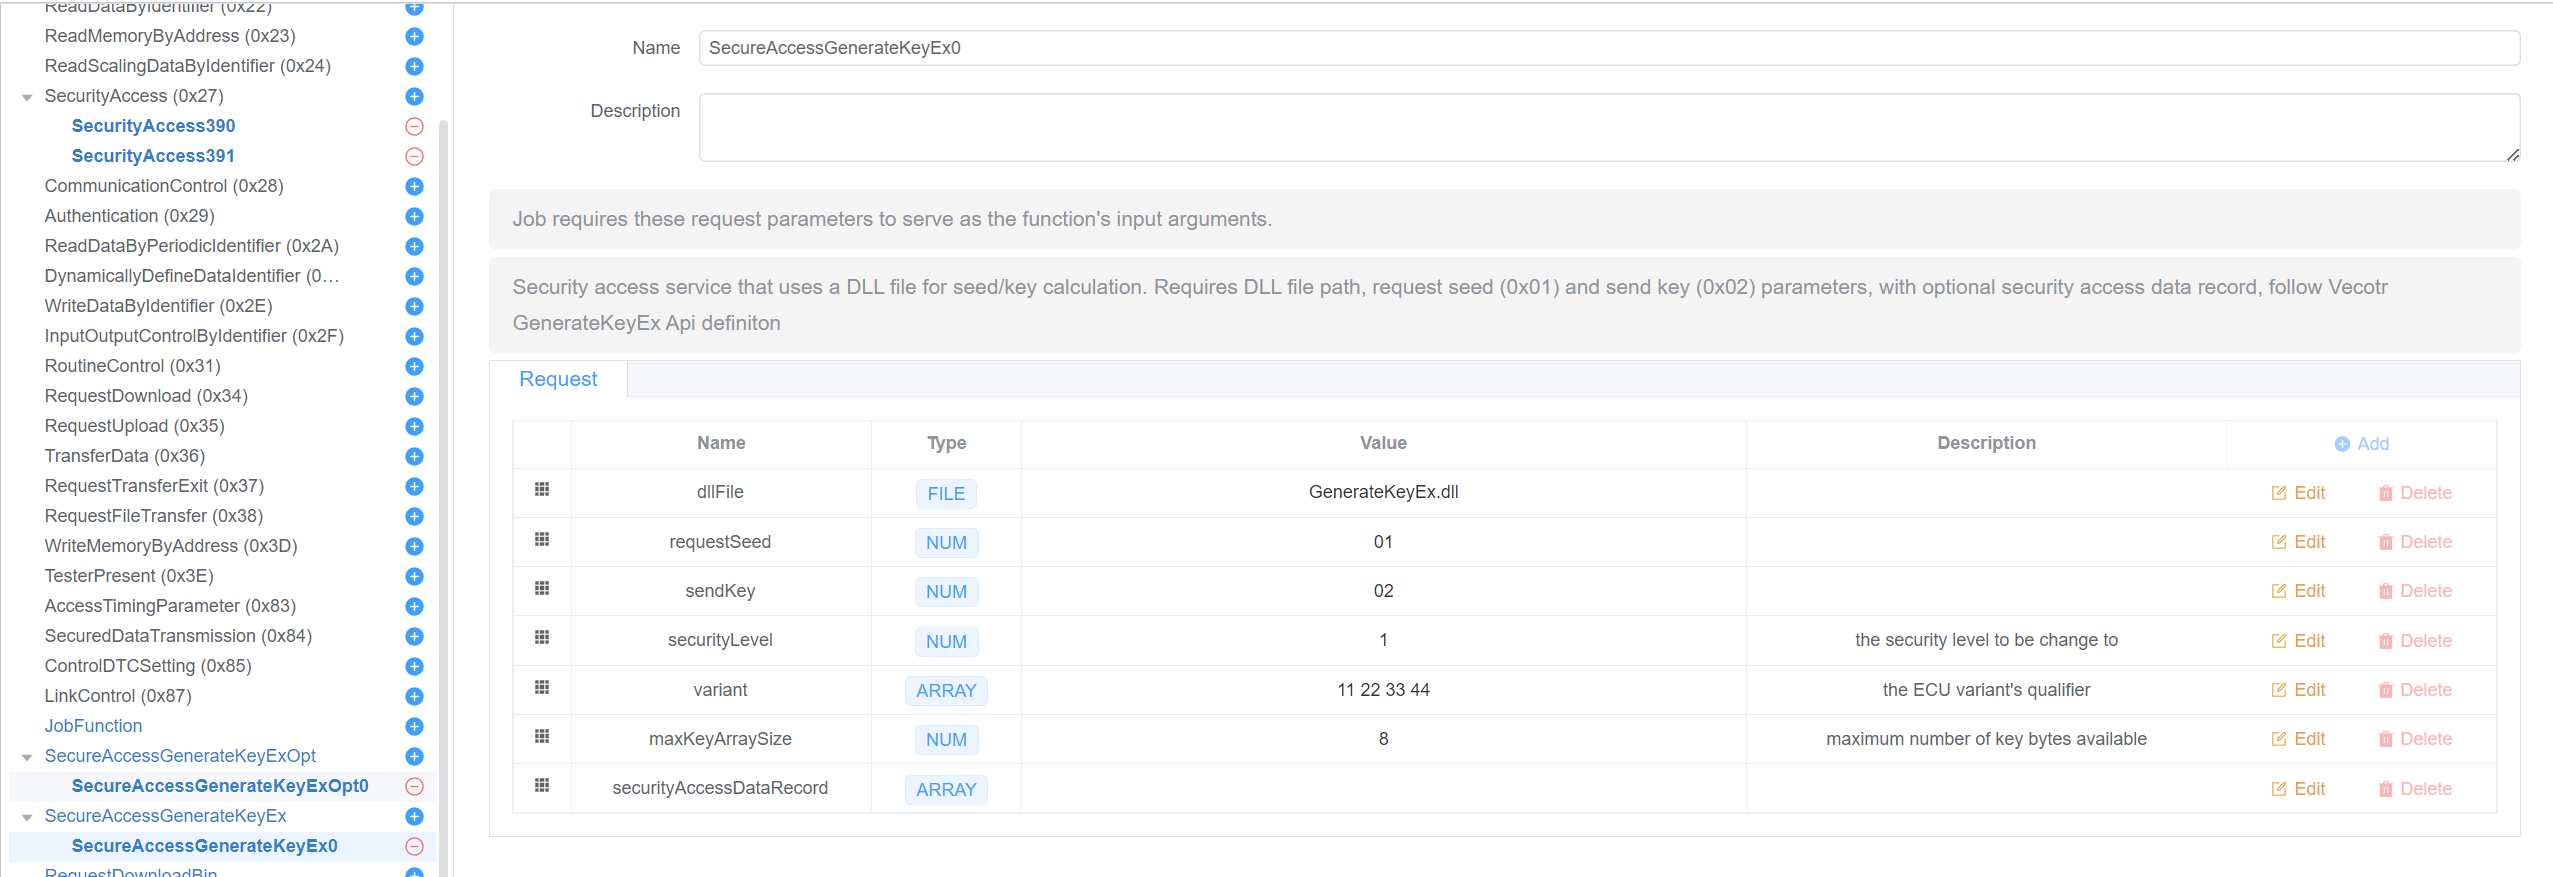 ReadDataByIdentifier (0x22)
ReadMemoryByAddress (0x23)
ReadScalingDataByIdentifier (0x24)
SecurityAccess (0x27)
SecurityAccess390
SecurityAccess391
CommunicationControl (0x28)
Authentication (0x29)
ReadDataByPeriodicIdentifier (0x2A)
DynamicallyDefineDataIdentifier (0...
WriteDataByIdentifier (0x2E)
InputOutputControlByIdentifier (0x2F)
RoutineControl (0x31)
RequestDownload (0x34)
RequestUpload (0x35)
TransferData (0x36)
RequestTransferExit (0x37)
RequestFileTransfer (0x38)
WriteMemoryByAddress (0x3D)
TesterPresent (0x3E)
AccessTimingParameter (0x83)
SecuredDataTransmission (0x84)
ControlDTCSetting (0x85)
LinkControl (0x87)
JobFunction
SecureAccessGenerateKeyExOpt
SecureAccessGenerateKeyExOpt0
SecureAccessGenerateKeyEx
SecureAccessGenerateKeyEx0
RequestDownloadBin
Name SecureAccessGenerateKeyEx0
Description
Job requires these request parameters to serve as the function's input arguments.
Security access service that uses a DLL file for seed/key calculation. Requires DLL file path, request seed (0x01) and send key (0x02) parameters, with optional security access data record, follow Vecotr
GenerateKeyEx Api definiton
Request
Name Type Value Description Add
dllFile FILE GenerateKeyEx.dll Edit Delete
requestSeed NUM 01 Edit Delete
sendKey NUM 02 Edit Delete
securityLevel NUM 1 the security level to be change to Edit Delete
variant ARRAY 11 22 33 44 the ECU variant's qualifier Edit Delete
maxKeyArraySize NUM 8 maximum number of key bytes available Edit Delete
securityAccessDataRecord ARRAY Edit Delete